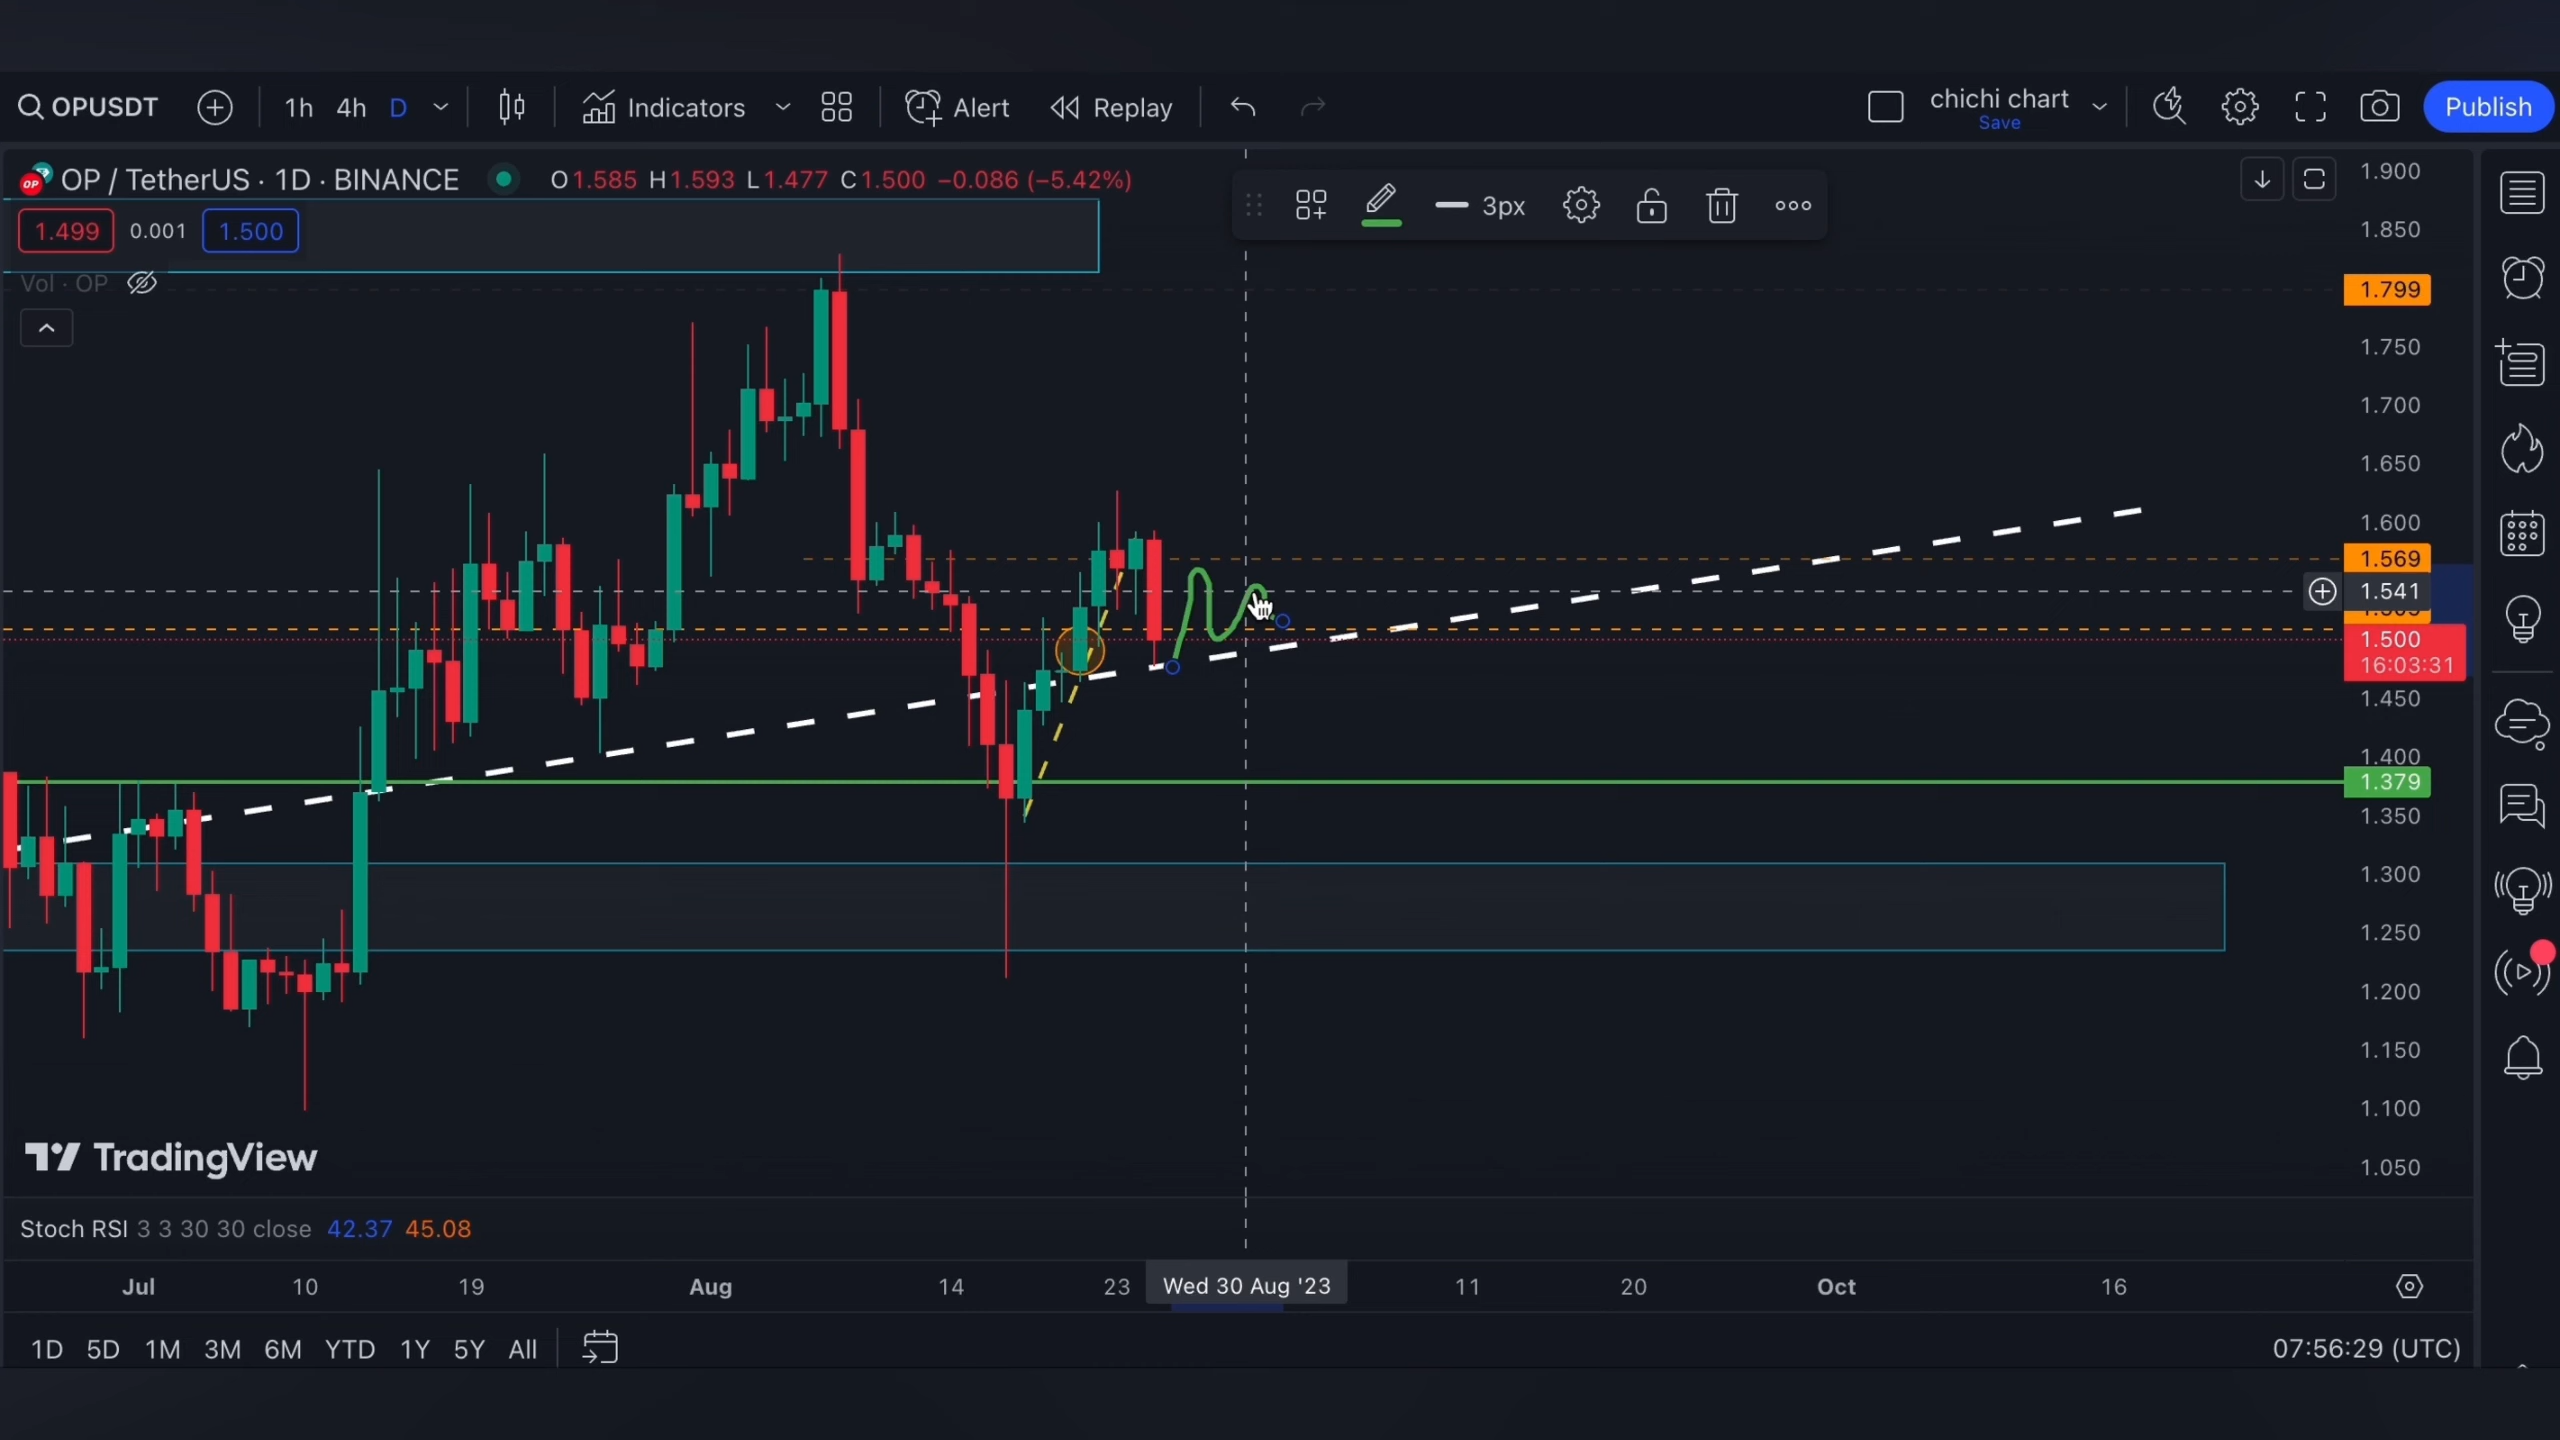 OPUSDT 1h 4h D Indicators Alert Replay chichi chart Publish
Save
OP OP / TetherUS · 1D · BINANCE O1.585 H1.593 L1.477 C1.500 −0.086 (−5.42%)
1.499 0.001 1.500
Vol · OP
3px
1.900
1.850
1.799
1.750
1.700
1.650
1.600
1.569
1.541
1.500
16:03:31
1.450
1.400
1.379
1.350
1.300
1.250
1.200
1.150
1.100
1.050
TradingView
Stoch RSI 3 3 30 30 close 42.37 45.08
Jul 10 19 Aug 14 23 Wed 30 Aug '23 11 20 Oct 16
1D 5D 1M 3M 6M YTD 1Y 5Y All 07:56:29 (UTC)